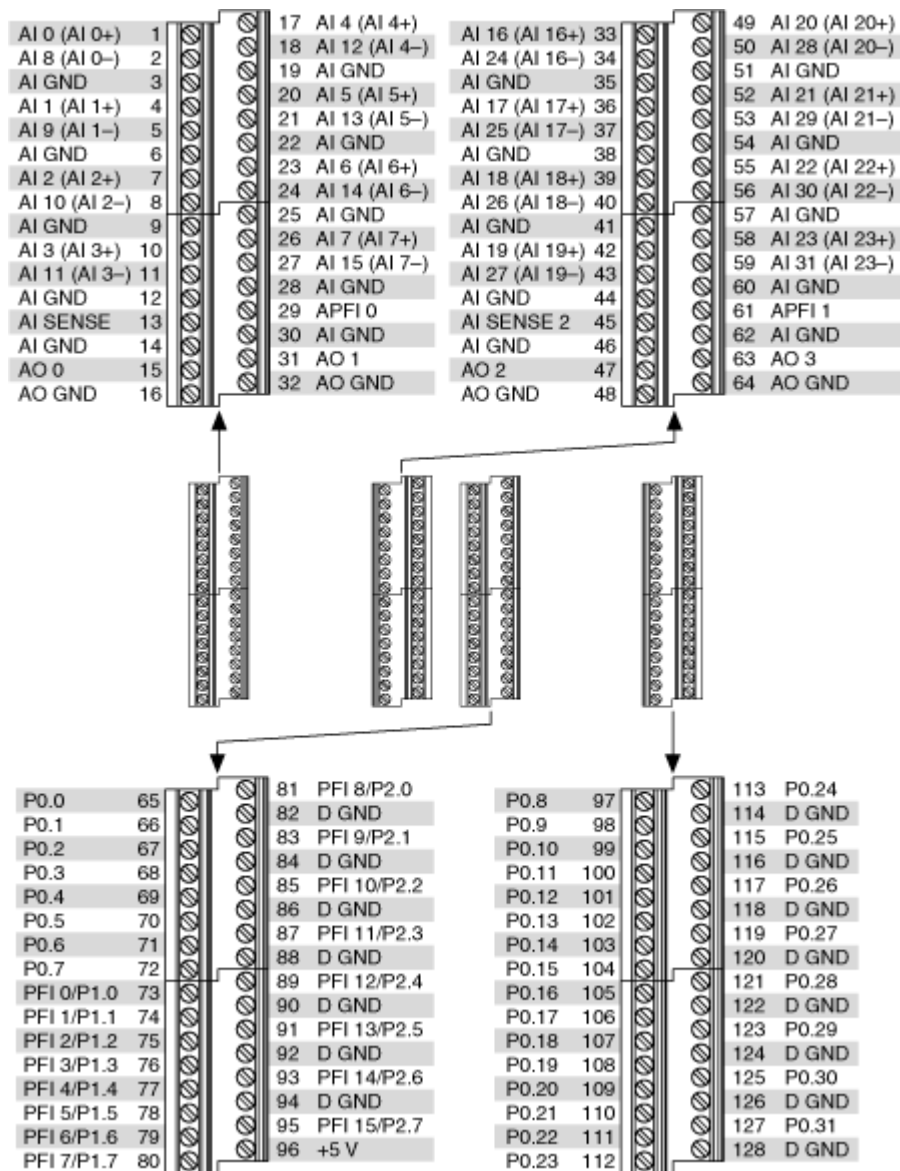 AI 0 (AI 0+) 1
AI 8 (AI 0–) 2
AI GND 3
AI 1 (AI 1+) 4
AI 9 (AI 1–) 5
AI GND 6
AI 2 (AI 2+) 7
AI 10 (AI 2–) 8
AI GND 9
AI 3 (AI 3+) 10
AI 11 (AI 3–) 11
AI GND 12
AI SENSE 13
AI GND 14
AO 0 15
AO GND 16
17 AI 4 (AI 4+)
18 AI 12 (AI 4–)
19 AI GND
20 AI 5 (AI 5+)
21 AI 13 (AI 5–)
22 AI GND
23 AI 6 (AI 6+)
24 AI 14 (AI 6–)
25 AI GND
26 AI 7 (AI 7+)
27 AI 15 (AI 7–)
28 AI GND
29 APFI 0
30 AI GND
31 AO 1
32 AO GND
AI 16 (AI 16+) 33
AI 24 (AI 16–) 34
AI GND 35
AI 17 (AI 17+) 36
AI 25 (AI 17–) 37
AI GND 38
AI 18 (AI 18+) 39
AI 26 (AI 18–) 40
AI GND 41
AI 19 (AI 19+) 42
AI 27 (AI 19–) 43
AI GND 44
AI SENSE 2 45
AI GND 46
AO 2 47
AO GND 48
49 AI 20 (AI 20+)
50 AI 28 (AI 20–)
51 AI GND
52 AI 21 (AI 21+)
53 AI 29 (AI 21–)
54 AI GND
55 AI 22 (AI 22+)
56 AI 30 (AI 22–)
57 AI GND
58 AI 23 (AI 23+)
59 AI 31 (AI 23–)
60 AI GND
61 APFI 1
62 AI GND
63 AO 3
64 AO GND
P0.0 65
P0.1 66
P0.2 67
P0.3 68
P0.4 69
P0.5 70
P0.6 71
P0.7 72
PFI 0/P1.0 73
PFI 1/P1.1 74
PFI 2/P1.2 75
PFI 3/P1.3 76
PFI 4/P1.4 77
PFI 5/P1.5 78
PFI 6/P1.6 79
PFI 7/P1.7 80
81 PFI 8/P2.0
82 D GND
83 PFI 9/P2.1
84 D GND
85 PFI 10/P2.2
86 D GND
87 PFI 11/P2.3
88 D GND
89 PFI 12/P2.4
90 D GND
91 PFI 13/P2.5
92 D GND
93 PFI 14/P2.6
94 D GND
95 PFI 15/P2.7
96 +5 V
P0.8 97
P0.9 98
P0.10 99
P0.11 100
P0.12 101
P0.13 102
P0.14 103
P0.15 104
P0.16 105
P0.17 106
P0.18 107
P0.19 108
P0.20 109
P0.21 110
P0.22 111
P0.23 112
113 P0.24
114 D GND
115 P0.25
116 D GND
117 P0.26
118 D GND
119 P0.27
120 D GND
121 P0.28
122 D GND
123 P0.29
124 D GND
125 P0.30
126 D GND
127 P0.31
128 D GND